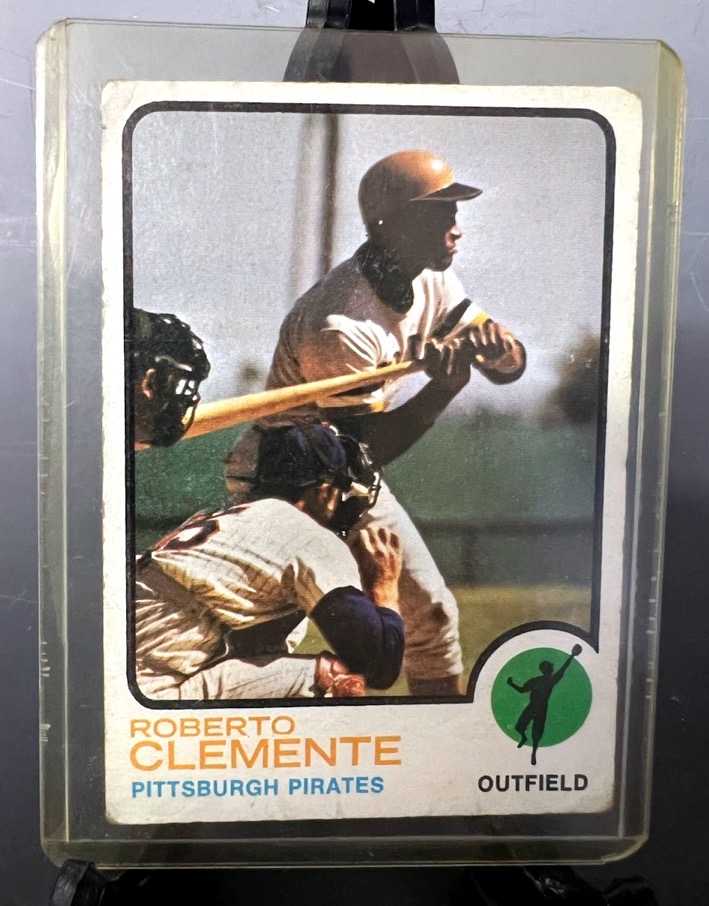 ROBERTO
CLEMENTE
PITTSBURGH PIRATES
OUTFIELD